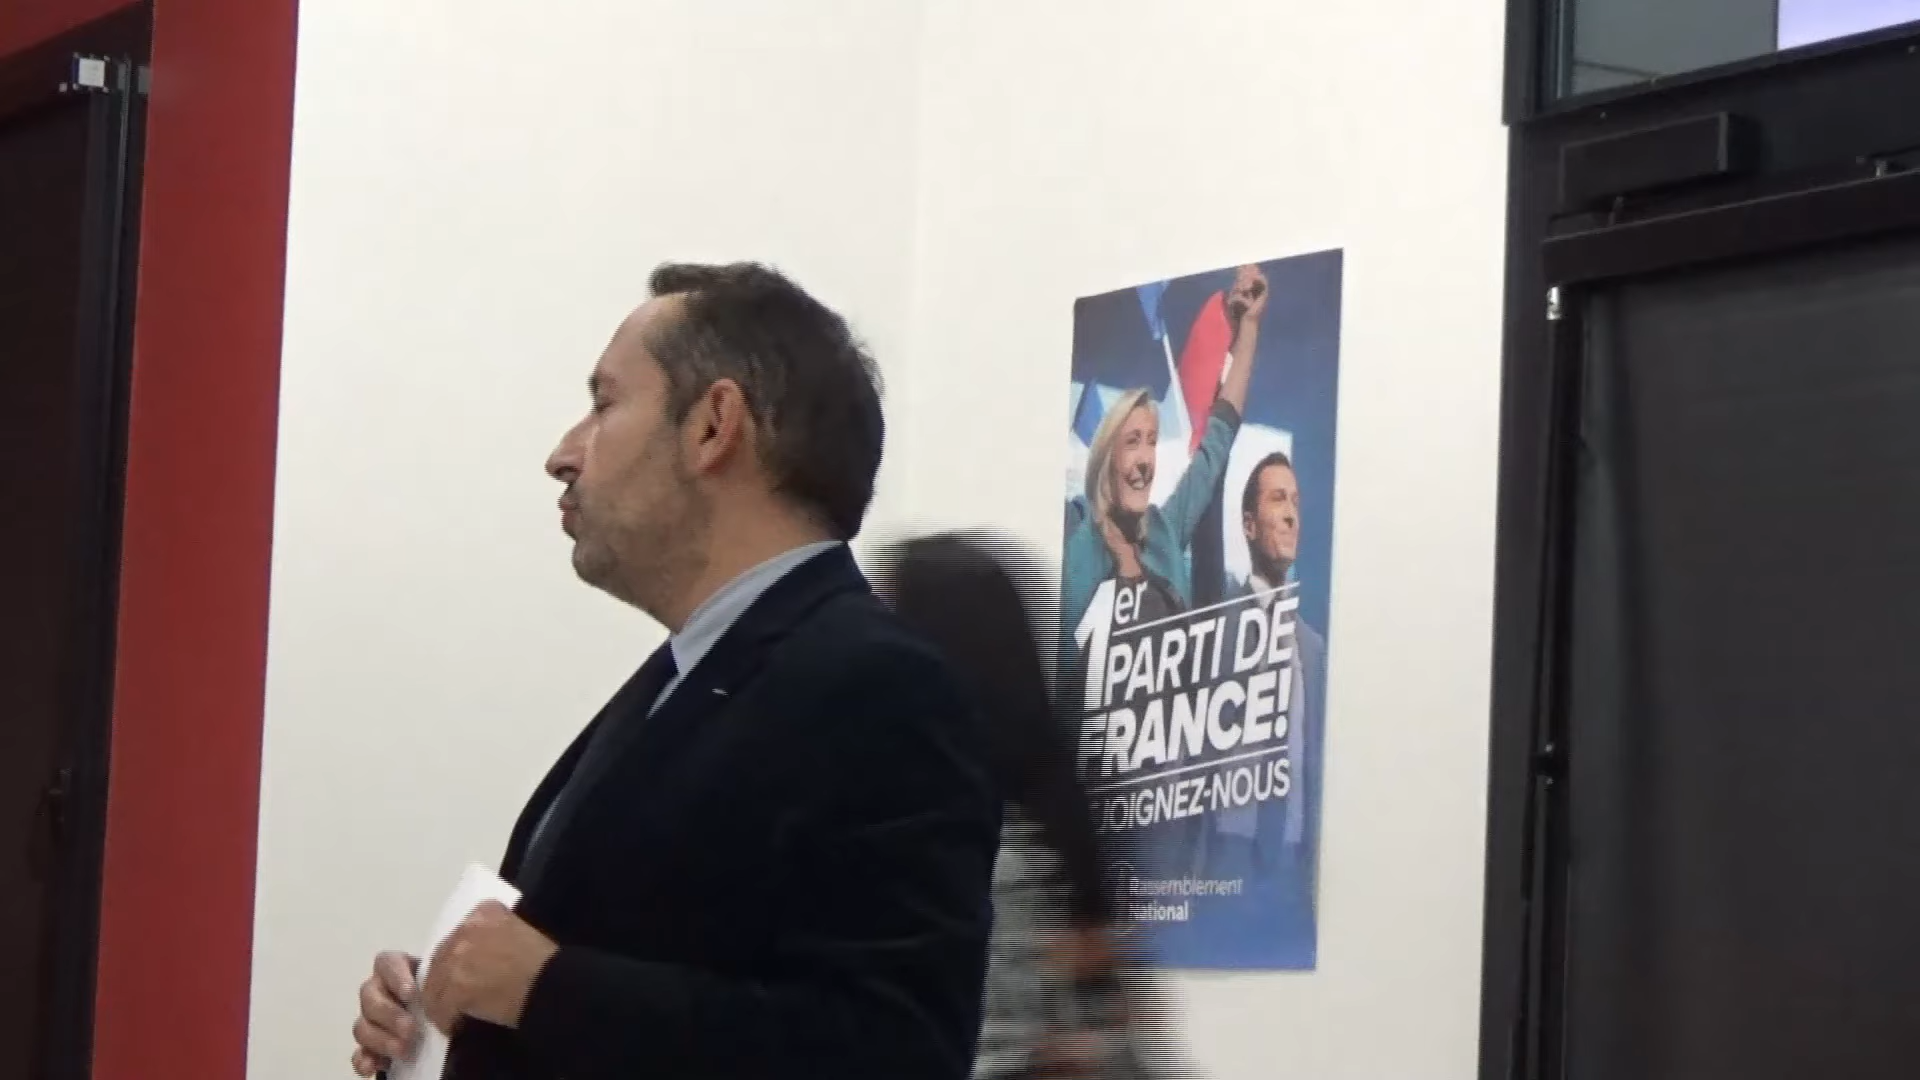 1er
PARTI DE
FRANCE!
JOIGNEZ-NOUS
Rassemblement
National